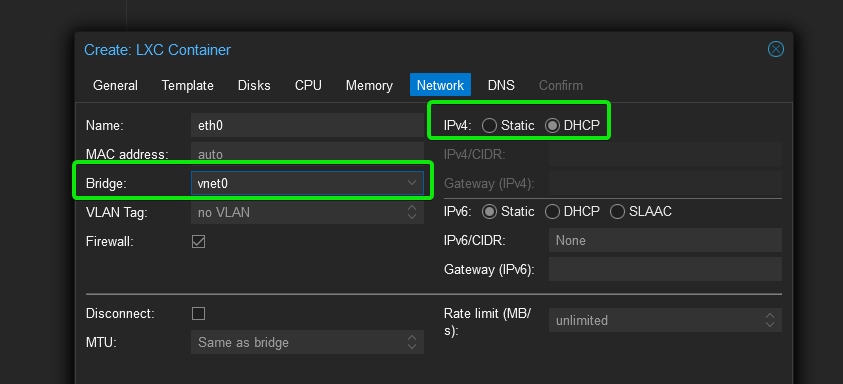 Create: LXC Container
General Template Disks CPU Memory Network DNS Confirm
Name: eth0
MAC address: auto
Bridge: vnet0
VLAN Tag: no VLAN
Firewall:
IPv4: Static DHCP
IPv4/CIDR:
Gateway (IPv4):
IPv6: Static DHCP SLAAC
IPv6/CIDR: None
Gateway (IPv6):
Disconnect:
MTU: Same as bridge
Rate limit (MB/
s): unlimited